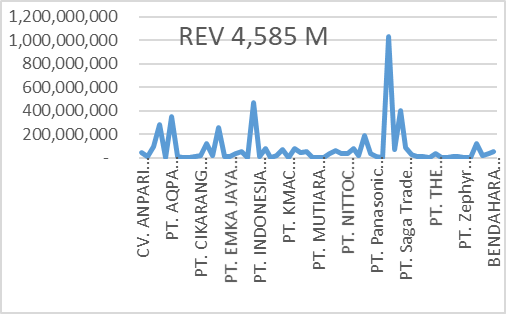 REV 4,585 M
1,200,000,000
1,000,000,000
800,000,000
600,000,000
400,000,000
200,000,000
-
CV. ANPARI...
PT. AQPA...
PT. CIKARANG...
PT. EMKA JAYA...
PT. INDONESIA...
PT. KMAC...
PT. MUTIARA...
PT. NITTOC...
PT. Panasonic...
PT. Saga Trade...
PT. THE...
PT. Zephyr...
BENDAHARA...